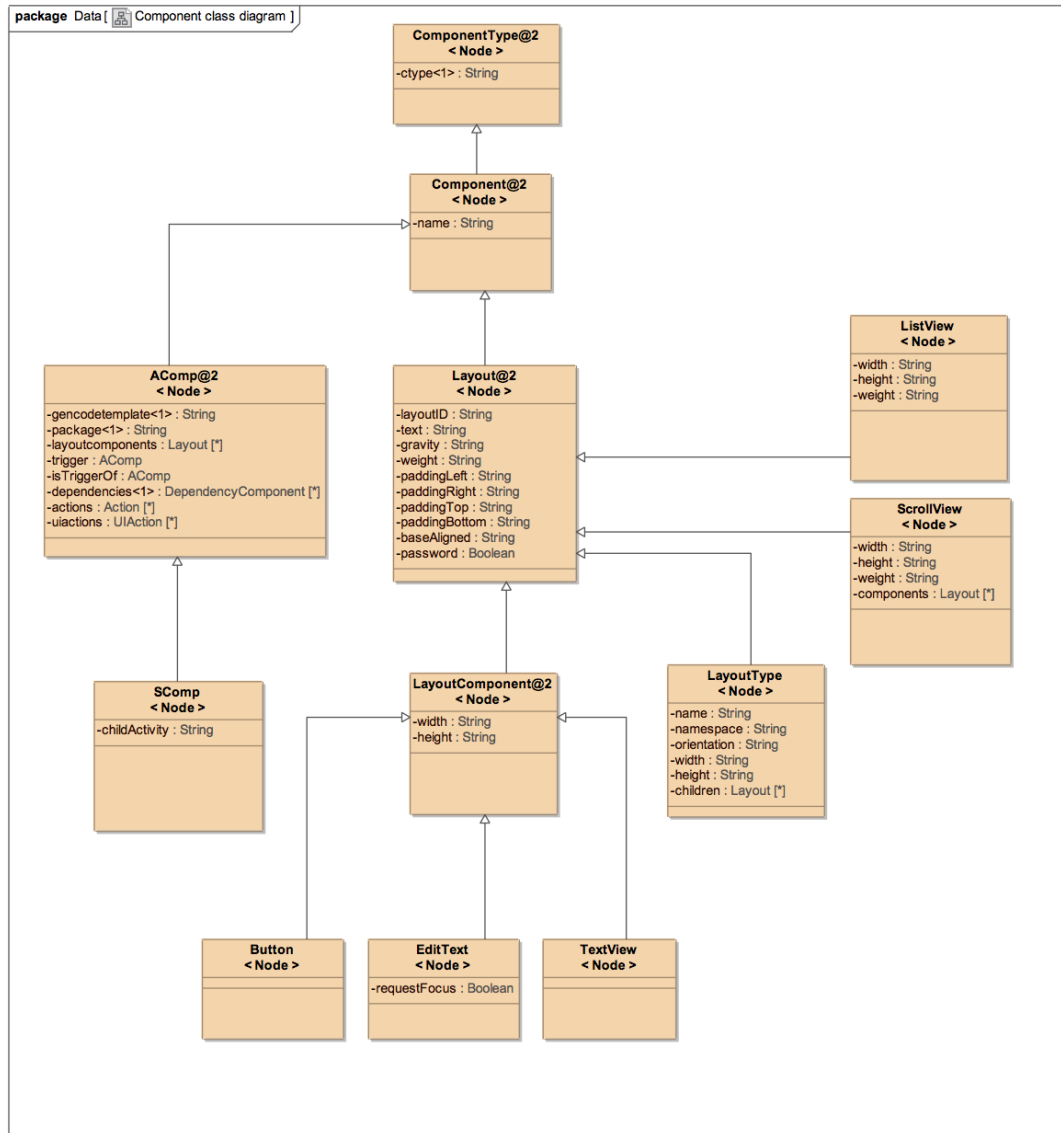 package Data[ Component class diagram ]
ComponentType@2
< Node >
-ctype<1> : String
Component@2
< Node >
-name : String
AComp@2
< Node >
-gencodetemplate<1> : String
-package<1> : String
-layoutcomponents : Layout [*]
-trigger : AComp
-isTriggerOf : AComp
-dependencies<1> : DependencyComponent [*]
-actions : Action [*]
-uiactions : UIAction [*]
Layout@2
< Node >
-layoutID : String
-text : String
-gravity : String
-weight : String
-paddingLeft : String
-paddingRight : String
-paddingTop : String
-paddingBottom : String
-baseAligned : String
-password : Boolean
ListView
< Node >
-width : String
-height : String
-weight : String
ScrollView
< Node >
-width : String
-height : String
-weight : String
-components : Layout [*]
SComp
< Node >
-childActivity : String
LayoutComponent@2
< Node >
-width : String
-height : String
LayoutType
< Node >
-name : String
-namespace : String
-orientation : String
-width : String
-height : String
-children : Layout [*]
Button
< Node >
EditText
< Node >
-requestFocus : Boolean
TextView
< Node >